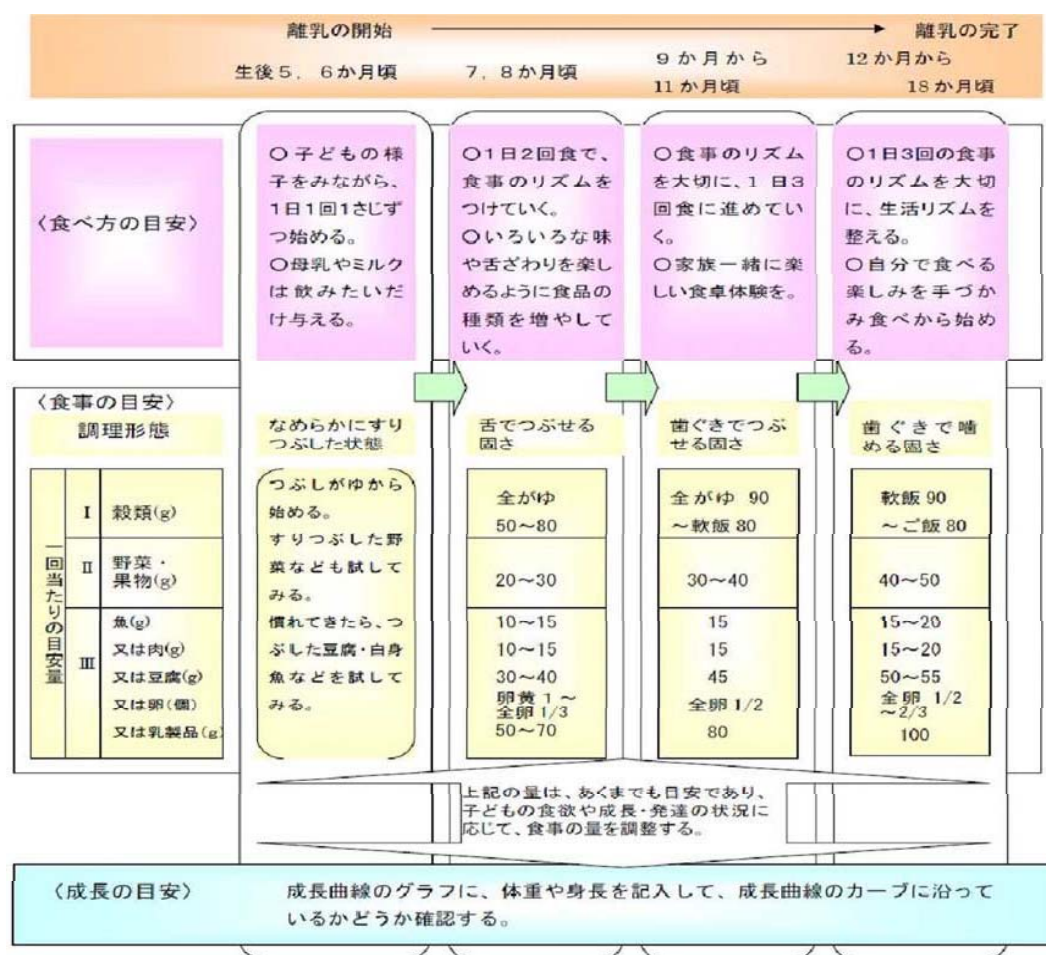 離乳の開始 離乳の完了
生後5，6か月頃 7，8か月頃 9か月から 12か月から
11か月頃 18か月頃
〈食べ方の目安〉
○子どもの様
子をみながら、
1日1回1さじず
つ始める。
○母乳やミルク
は飲みたいだ
け与える。
○1日2回食で、
食事のリズムを
つけていく。
○いろいろな味
や舌ざわりを楽し
めるように食品の
種類を増やして
いく。
○食事のリズム
を大切に、1日3
回食に進めてい
く。
○家族一緒に楽
しい食卓体験を。
○1日3回の食事
のリズムを大切
に、生活リズムを
整える。
○自分で食べる
楽しみを手づか
み食べから始め
る。
〈食事の目安〉
調理形態
なめらかにすり
つぶした状態
舌でつぶせる
固さ
歯ぐきでつぶ
せる固さ
歯ぐきで噛
める固さ
一回当たりの目安量
つぶしがゆから
始める。
すりつぶした野
菜なども試して
みる。
慣れてきたら、つ
ぶした豆腐・白身
魚などを試して
みる。
Ⅰ 穀類(g)
全がゆ
50～80
全がゆ 90
～軟飯 80
軟飯 90
～ご飯 80
Ⅱ 野菜・
果物(g)
20～30 30～40 40～50
Ⅲ
魚(g) 10～15 15 15～20
又は肉(g) 10～15 15 15～20
又は豆腐(g) 30～40 45 50～55
又は卵(個)
卵黄 1～
全卵 1/3
全卵 1/2
全卵 1/2
～2/3
又は乳製品(g) 50～70 80 100
上記の量は、あくまでも目安であり、
子どもの食欲や成長・発達の状況に
応じて、食事の量を調整する。
〈成長の目安〉
成長曲線のグラフに、体重や身長を記入して、成長曲線のカーブに沿って
いるかどうか確認する。